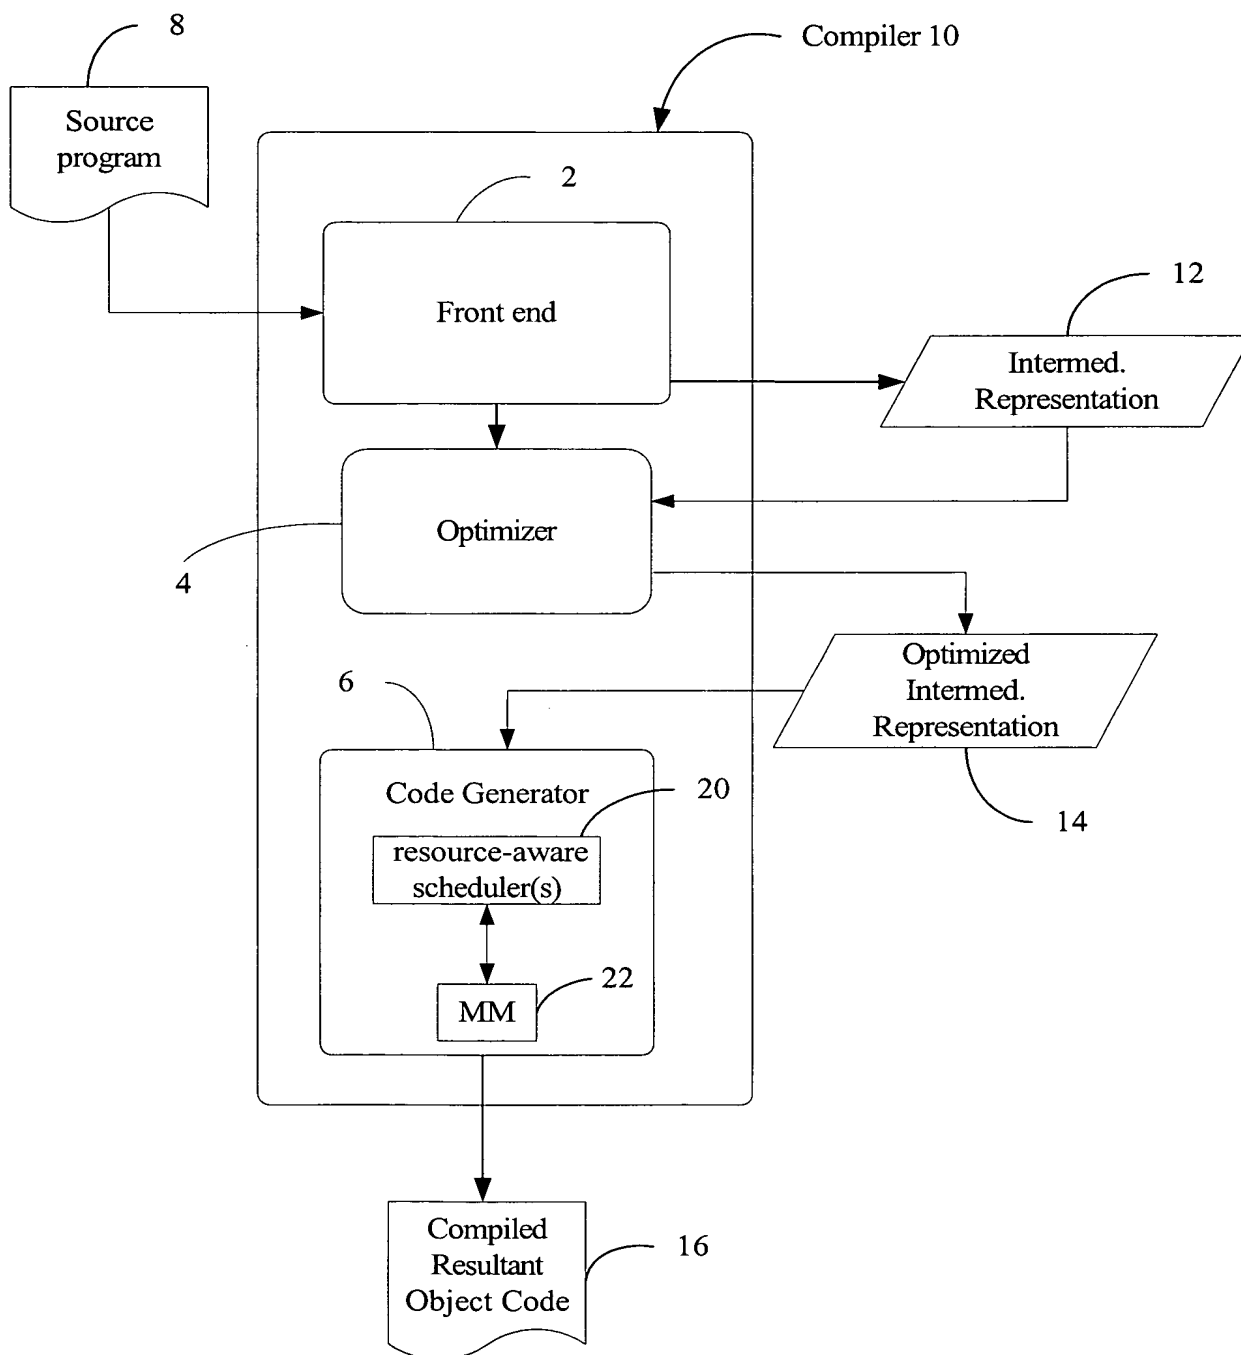 8
Compiler 10
Source
program
2
12
Front end
Intermed.
Representation
Optimizer
4
Optimized
Intermed.
Representation
6
14
Code Generator
20
resource-aware
scheduler(s)
22
MM
Compiled
Resultant
Object Code
16